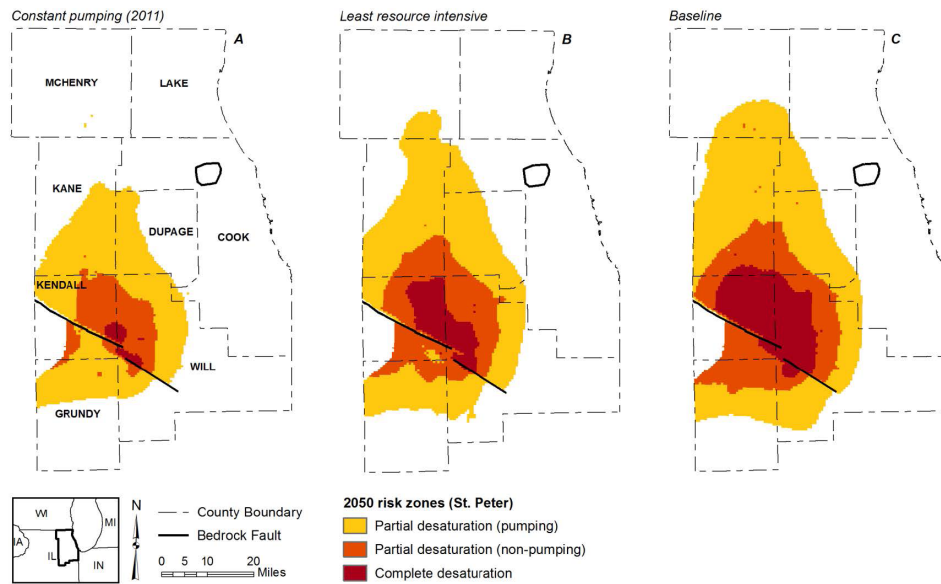 Constant pumping (2011)
Least resource intensive
Baseline
A
B
C
MCHENRY
LAKE
KANE
DUPAGE
COOK
KENDALL
WILL
GRUNDY
WI
MI
IA
IL
IN
N
County Boundary
Bedrock Fault
0 5 10 20
Miles
2050 risk zones (St. Peter)
Partial desaturation (pumping)
Partial desaturation (non-pumping)
Complete desaturation